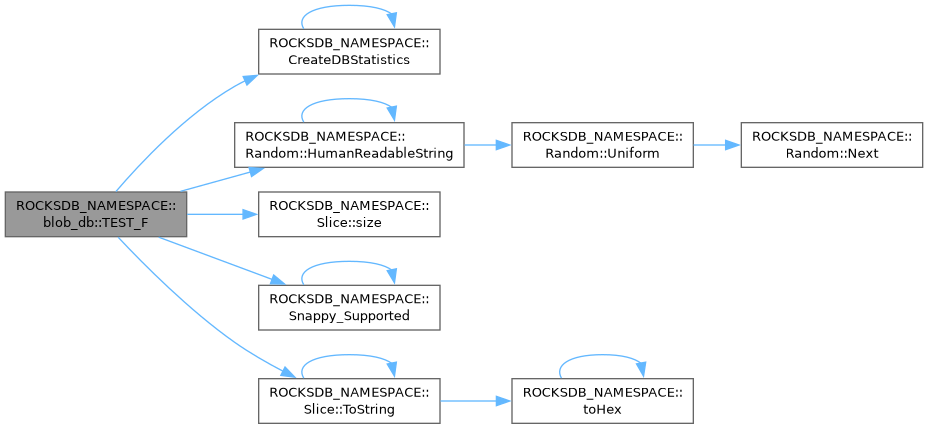 ROCKSDB_NAMESPACE::
CreateDBStatistics
ROCKSDB_NAMESPACE::
Random::HumanReadableString
ROCKSDB_NAMESPACE::
Random::Uniform
ROCKSDB_NAMESPACE::
Random::Next
ROCKSDB_NAMESPACE::
blob_db::TEST_F
ROCKSDB_NAMESPACE::
Slice::size
ROCKSDB_NAMESPACE::
Snappy_Supported
ROCKSDB_NAMESPACE::
Slice::ToString
ROCKSDB_NAMESPACE::
toHex